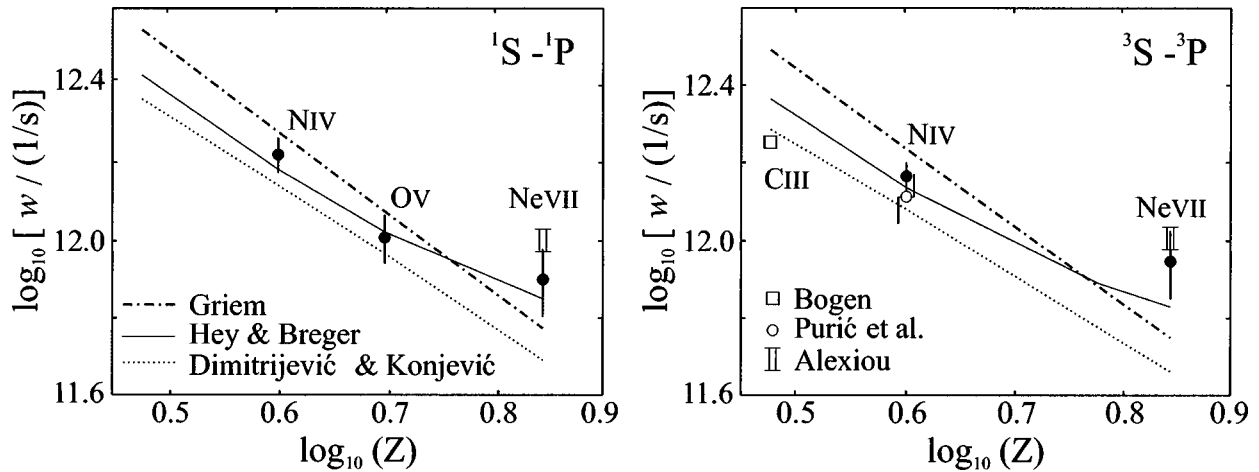 ¹S -¹P
log₁₀ [ w / (1/s)]
12.4
12.0
11.6
NIV
OV
NeVII
Griem
Hey & Breger
Dimitrijević & Konjević
0.5 0.6 0.7 0.8 0.9
log₁₀ (Z)
³S -³P
log₁₀ [ w / (1/s)]
12.4
12.0
11.6
NIV
CIII
NeVII
Bogen
Purić et al.
Alexiou
0.5 0.6 0.7 0.8 0.9
log₁₀ (Z)